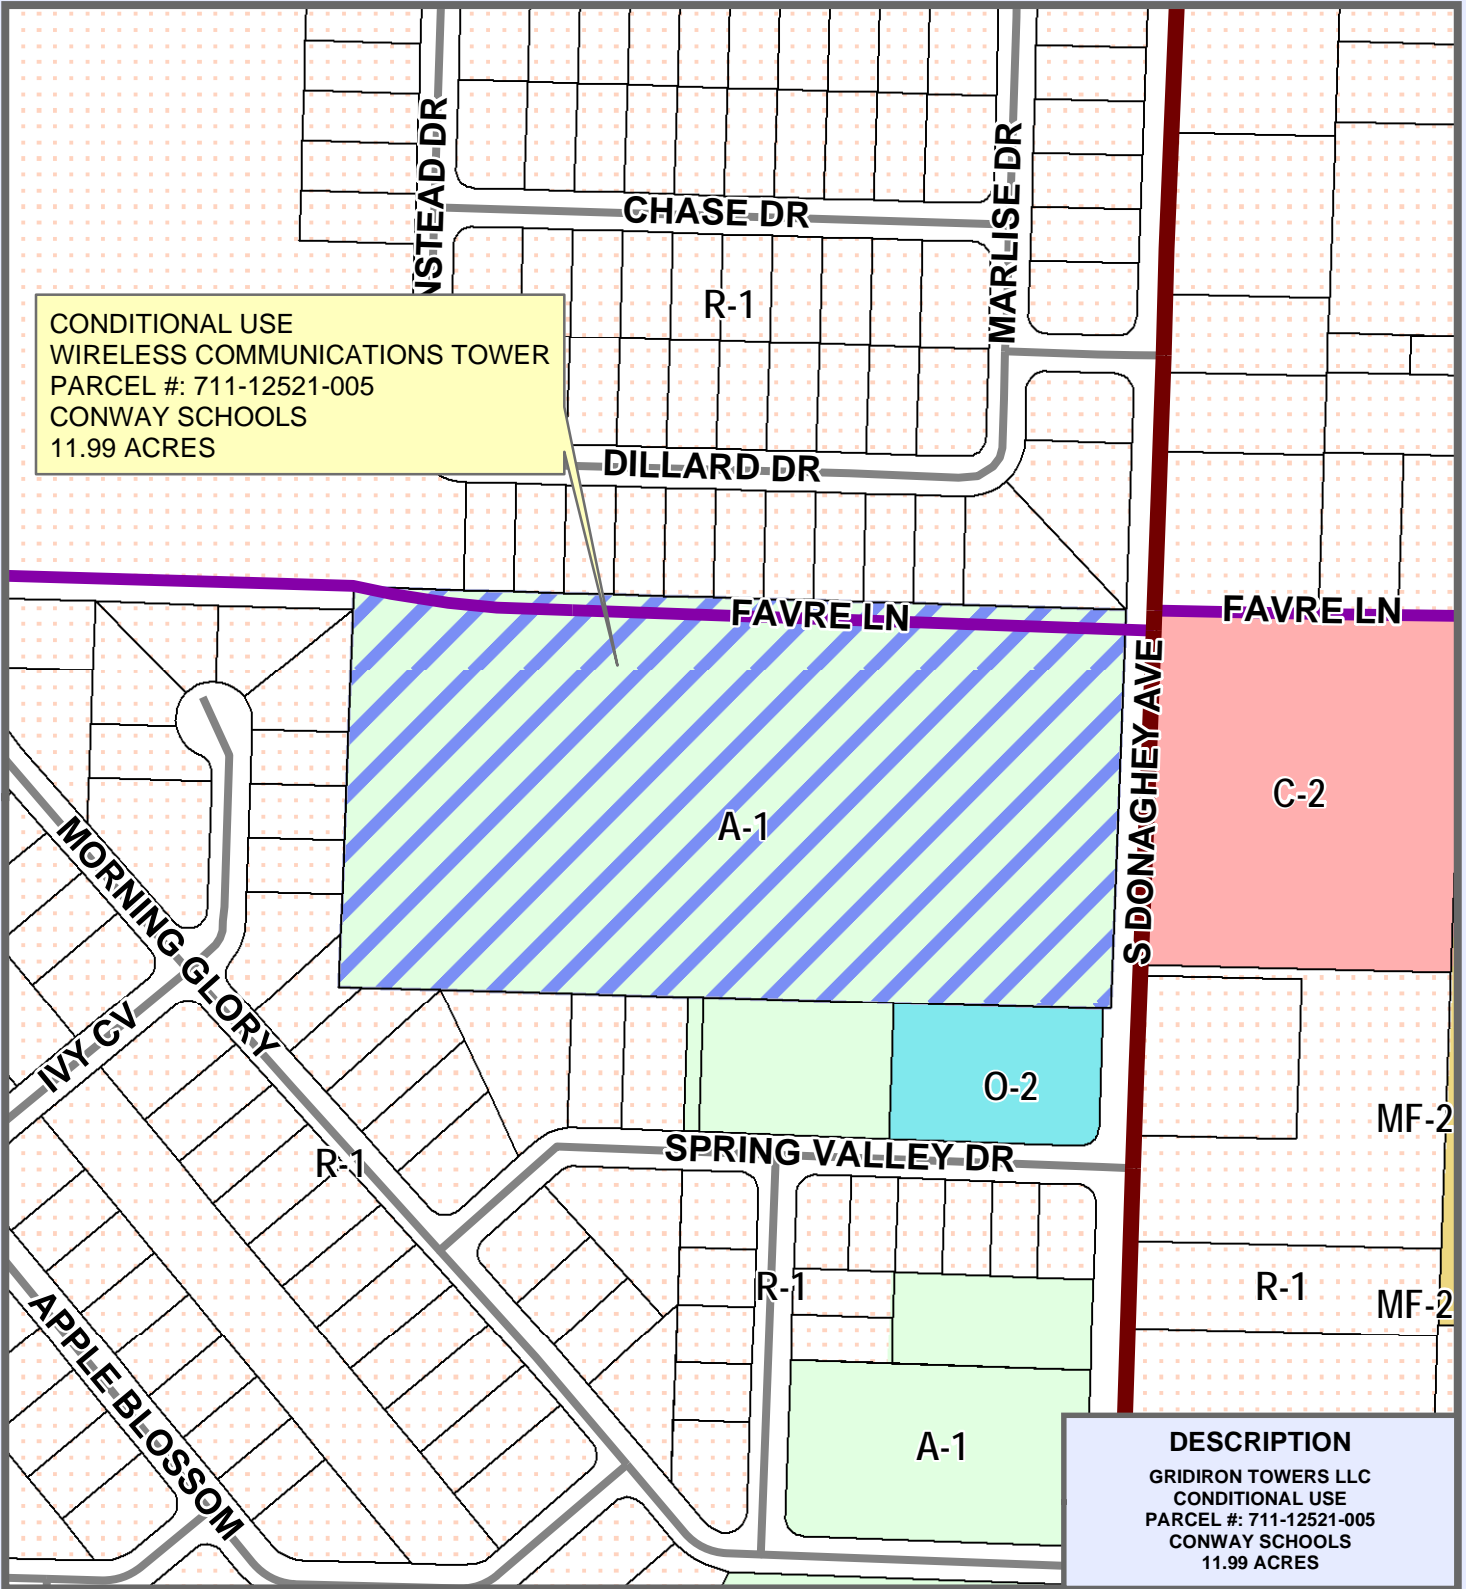 NSTEAD DR
CHASE DR
MARLISE DR
R-1
CONDITIONAL USE
WIRELESS COMMUNICATIONS TOWER
PARCEL #: 711-12521-005
CONWAY SCHOOLS
11.99 ACRES
DILLARD DR
FAVRE LN
FAVRE LN
S DONAGHEY AVE
C-2
A-1
MORNING GLORY
IVY CV
O-2
MF-2
SPRING VALLEY DR
R-1
R-1
R-1
MF-2
APPLE BLOSSOM
A-1
DESCRIPTION
GRIDIRON TOWERS LLC
CONDITIONAL USE
PARCEL #: 711-12521-005
CONWAY SCHOOLS
11.99 ACRES